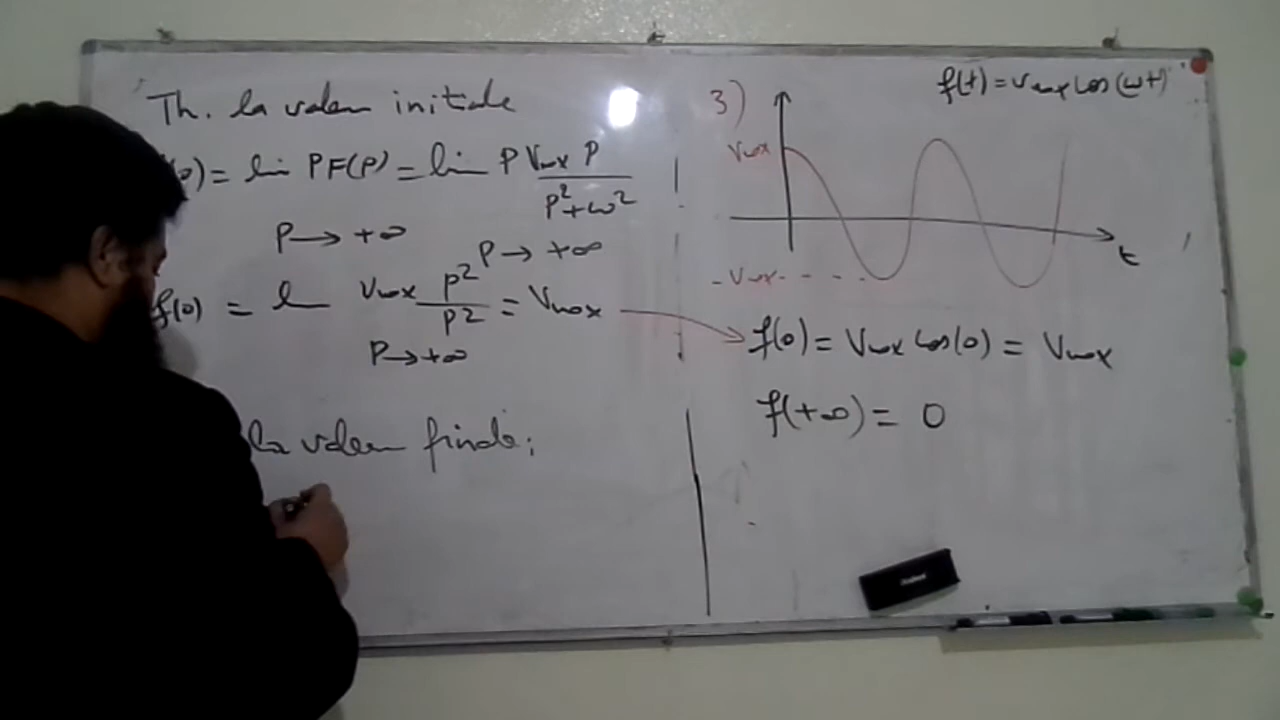 Th. la valeur initiale
(0) = lim PF(P) = lim P Vmax P / P² + ω²
P → +∞
P → +∞
f(0) = lim Vmax P² / P² = Vmax
P → +∞
la valeur finale;
3)
f(t) = Vmax cos(ωt)
Vmax
t
-Vmax
f(0) = Vmax cos(0) = Vmax
f(+∞) = 0